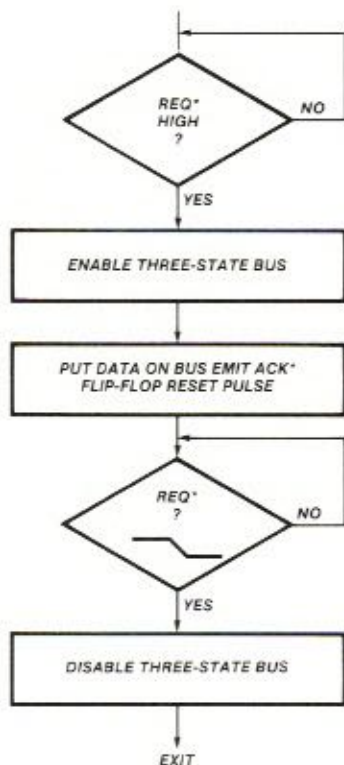 REQ*
HIGH
?
NO
YES
ENABLE THREE-STATE BUS
PUT DATA ON BUS EMIT ACK*
FLIP-FLOP RESET PULSE
REQ*
?
NO
YES
DISABLE THREE-STATE BUS
EXIT